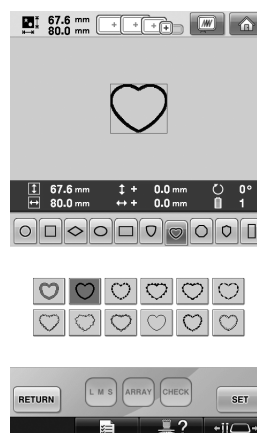 67.6 mm
80.0 mm
67.6 mm + 0.0 mm 0°
80.0 mm + 0.0 mm 1
RETURN L M S ARRAY CHECK SET
?